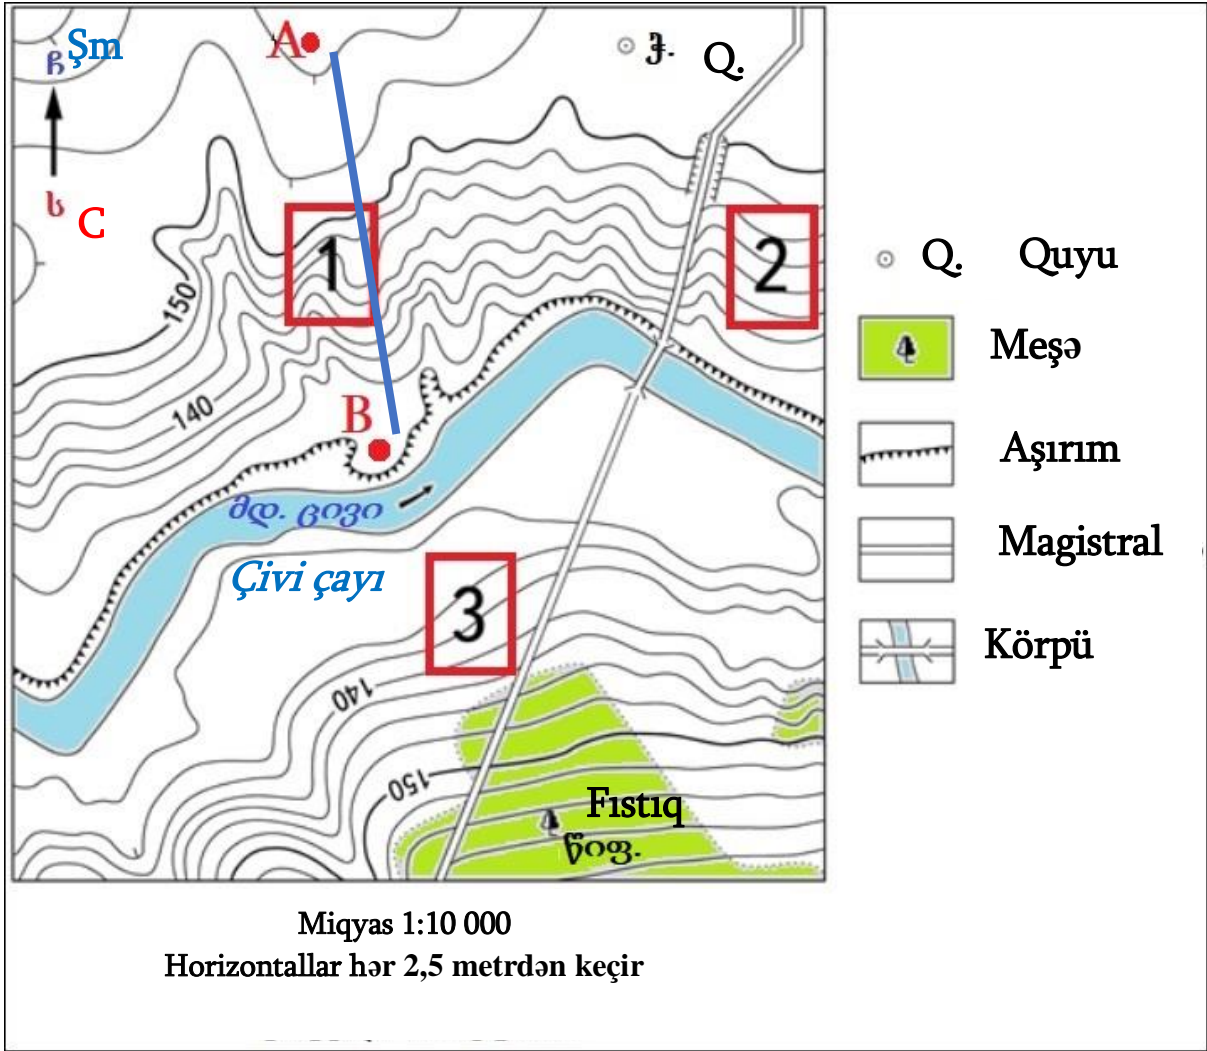 Şm
ჩ
A
ჭ.
Q.
ს
C
1
2
150
140
B
მდ. ცივი
Çivi çayı
3
140
150
Fıstıq
წიფ.
Q. Quyu
Meşə
Aşırım
Magistral
Körpü
Miqyas 1:10 000
Horizontallar hər 2,5 metrdən keçir